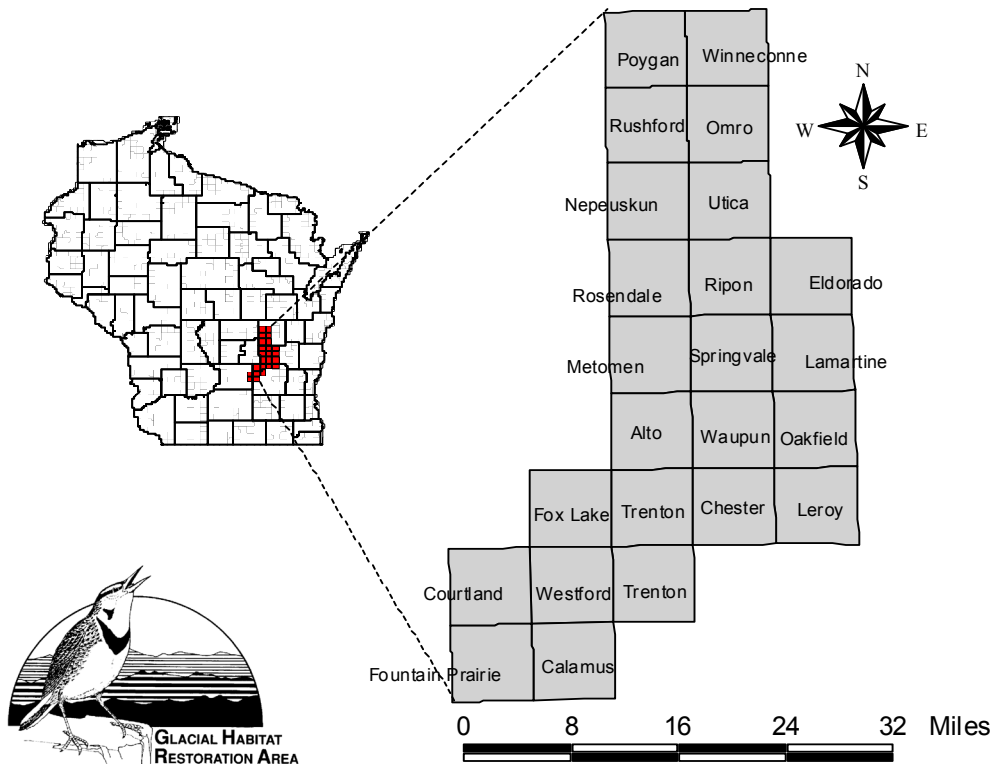 Poygan
Winneconne
N
W
E
S
Rushford
Omro
Nepeuskun
Utica
Rosendale
Ripon
Eldorado
Metomen
Springvale
Lamartine
Alto
Waupun
Oakfield
Fox Lake
Trenton
Chester
Leroy
Courtland
Westford
Trenton
Fountain Prairie
Calamus
0 8 16 24 32 Miles
GLACIAL HABITAT
RESTORATION AREA